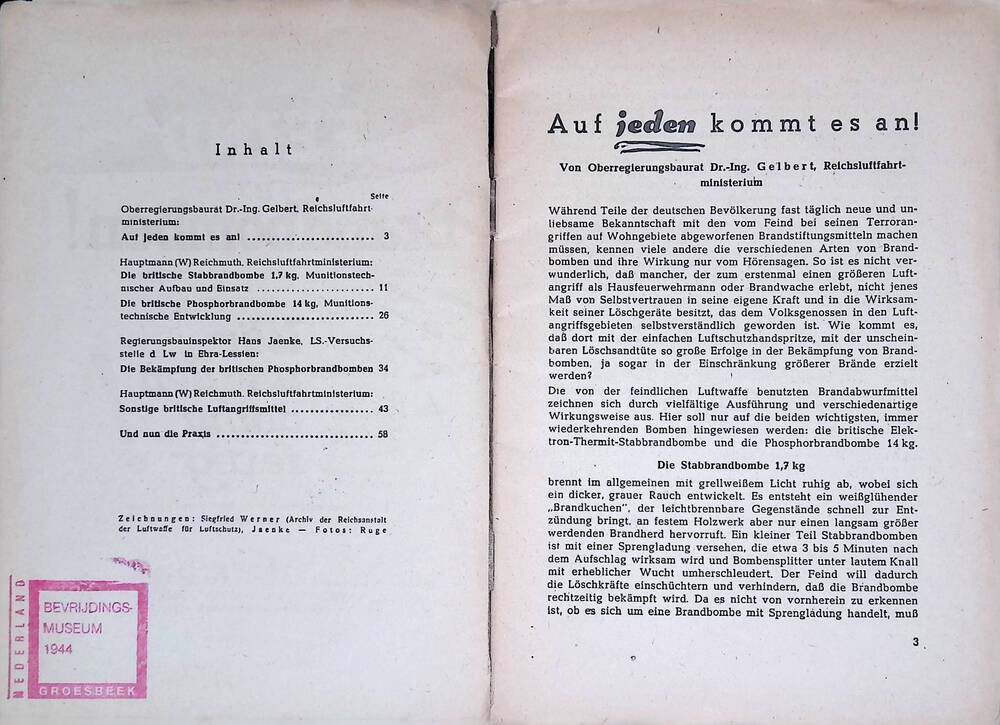 Inhalt
Seite
Oberregierungsbaurat Dr.-Ing. Gelbert, Reichsluftfahrt-
ministerium:
Auf jeden kommt es an! ........................ 3
Hauptmann (W) Reichmuth, Reichsluftfahrtministerium:
Die britische Stabbrandbombe 1,7 kg, Munitionstech-
nischer Aufbau und Einsatz ...................... 11
Die britische Phosphorbrandbombe 14 kg, Munitions-
technische Entwicklung ......................... 26
Regierungsbauinspektor Hans Jaenke, LS.-Versuchs-
stelle d Lw in Ebra-Lessien:
Die Bekämpfung der britischen Phosphorbrandbomben 34
Hauptmann (W) Reichmuth, Reichsluftfahrtministerium:
Sonstige britische Luftangriffsmittel ............... 43
Und nun die Praxis ............................. 58
Zeichnungen: Siegfried Werner (Archiv der Reichsanstalt
der Luftwaffe für Luftschutz), Jaenke — Fotos: Ruge
NEDERLAND
BEVRIJDINGS-
MUSEUM
1944
GROESBEEK
Auf jeden kommt es an!
Von Oberregierungsbaurat Dr.-Ing. Gelbert, Reichsluftfahrt-
ministerium
Während Teile der deutschen Bevölkerung fast täglich neue und un-
liebsame Bekanntschaft mit den vom Feind bei seinen Terroran-
griffen auf Wohngebiete abgeworfenen Brandstiftungsmitteln machen
müssen, kennen viele andere die verschiedenen Arten von Brand-
bomben und ihre Wirkung nur vom Hörensagen. So ist es nicht ver-
wunderlich, daß mancher, der zum erstenmal einen größeren Luft-
angriff als Hausfeuerwehrmann oder Brandwache erlebt, nicht jenes
Maß von Selbstvertrauen in seine eigene Kraft und in die Wirksam-
keit seiner Löschgeräte besitzt, das dem Volksgenossen in den Luft-
angriffsgebieten selbstverständlich geworden ist. Wie kommt es,
daß dort mit der einfachen Luftschutzhandspritze, mit der unschein-
baren Löschsandtüte so große Erfolge in der Bekämpfung von Brand-
bomben, ja sogar in der Einschränkung größerer Brände erzielt
werden?
Die von der feindlichen Luftwaffe benutzten Brandabwurfmittel
zeichnen sich durch vielfältige Ausführung und verschiedenartige
Wirkungsweise aus. Hier soll nur auf die beiden wichtigsten, immer
wiederkehrenden Bomben hingewiesen werden: die britische Elek-
tron-Thermit-Stabbrandbombe und die Phosphorbrandbombe 14 kg.
Die Stabbrandbombe 1,7 kg
brennt im allgemeinen mit grellweißem Licht ruhig ab, wobei sich
ein dicker, grauer Rauch entwickelt. Es entsteht ein weißglühender
„Brandkuchen", der leichtbrennbare Gegenstände schnell zur Ent-
zündung bringt, an festem Holzwerk aber nur einen langsam größer
werdenden Brandherd hervorruft. Ein kleiner Teil Stabbrandbomben
ist mit einer Sprengladung versehen, die etwa 3 bis 5 Minuten nach
dem Aufschlag wirksam wird und Bombensplitter unter lautem Knall
mit erheblicher Wucht umherschleudert. Der Feind will dadurch
die Löschkräfte einschüchtern und verhindern, daß die Brandbombe
rechtzeitig bekämpft wird. Da es nicht von vornherein zu erkennen
ist, ob es sich um eine Brandbombe mit Sprengladung handelt, muß
3